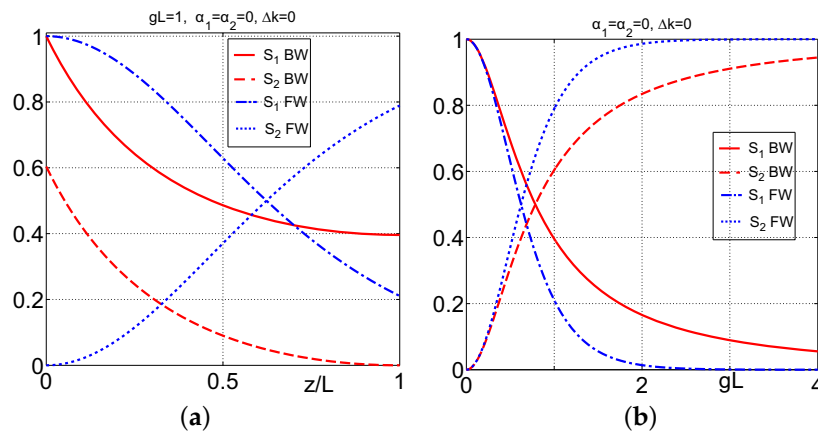 gL=1, α₁=α₂=0, Δk=0
1
0.8
0.6
0.4
0.2
0
0
0.5
z/L
1
S₁ BW
S₂ BW
S₁ FW
S₂ FW
(a)
α₁=α₂=0, Δk=0
1
0.8
0.6
0.4
0.2
0
0
2
gL
4
S₁ BW
S₂ BW
S₁ FW
S₂ FW
(b)